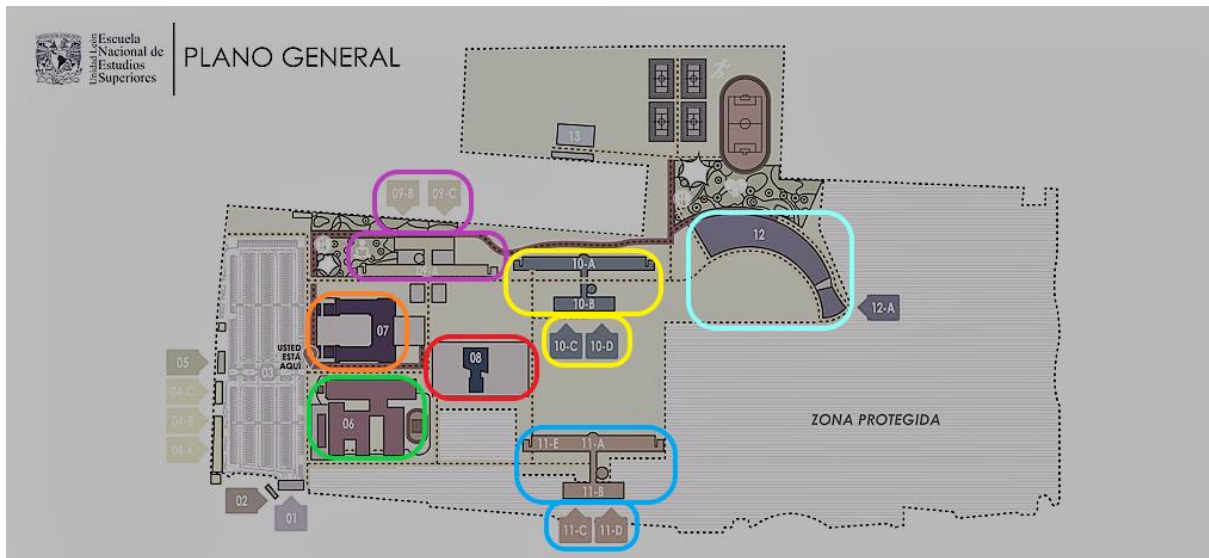 Unidad León
Escuela
Nacional de
Estudios
Superiores
PLANO GENERAL
13
09-B
09-C
12
09-A
10-A
10-B
12-A
07
10-C
10-D
USTED
ESTÁ
AQUÍ
08
05
03
04-C
04-B
04-A
06
ZONA PROTEGIDA
11-E
11-A
11-B
02
01
11-C
11-D